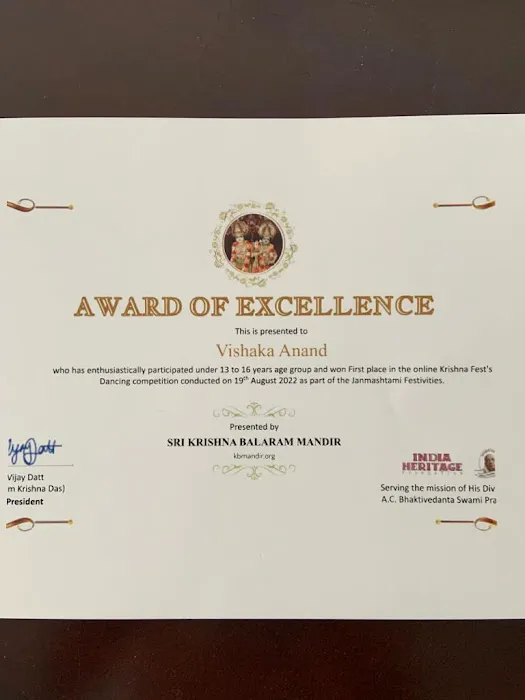 AWARD OF EXCELLENCE
This is presented to
Vishaka Anand
who has enthusiastically participated under 13 to 16 years age group and won First place in the online Krishna Fest's
Dancing competition conducted on 19th August 2022 as part of the Janmashtami Festivities.
Presented by
SRI KRISHNA BALARAM MANDIR
kbmandir.org
Vijay Datt
m Krishna Das)
President
INDIA
HERITAGE
FOUNDATION
Serving the mission of His Div
A.C. Bhaktivedanta Swami Pra